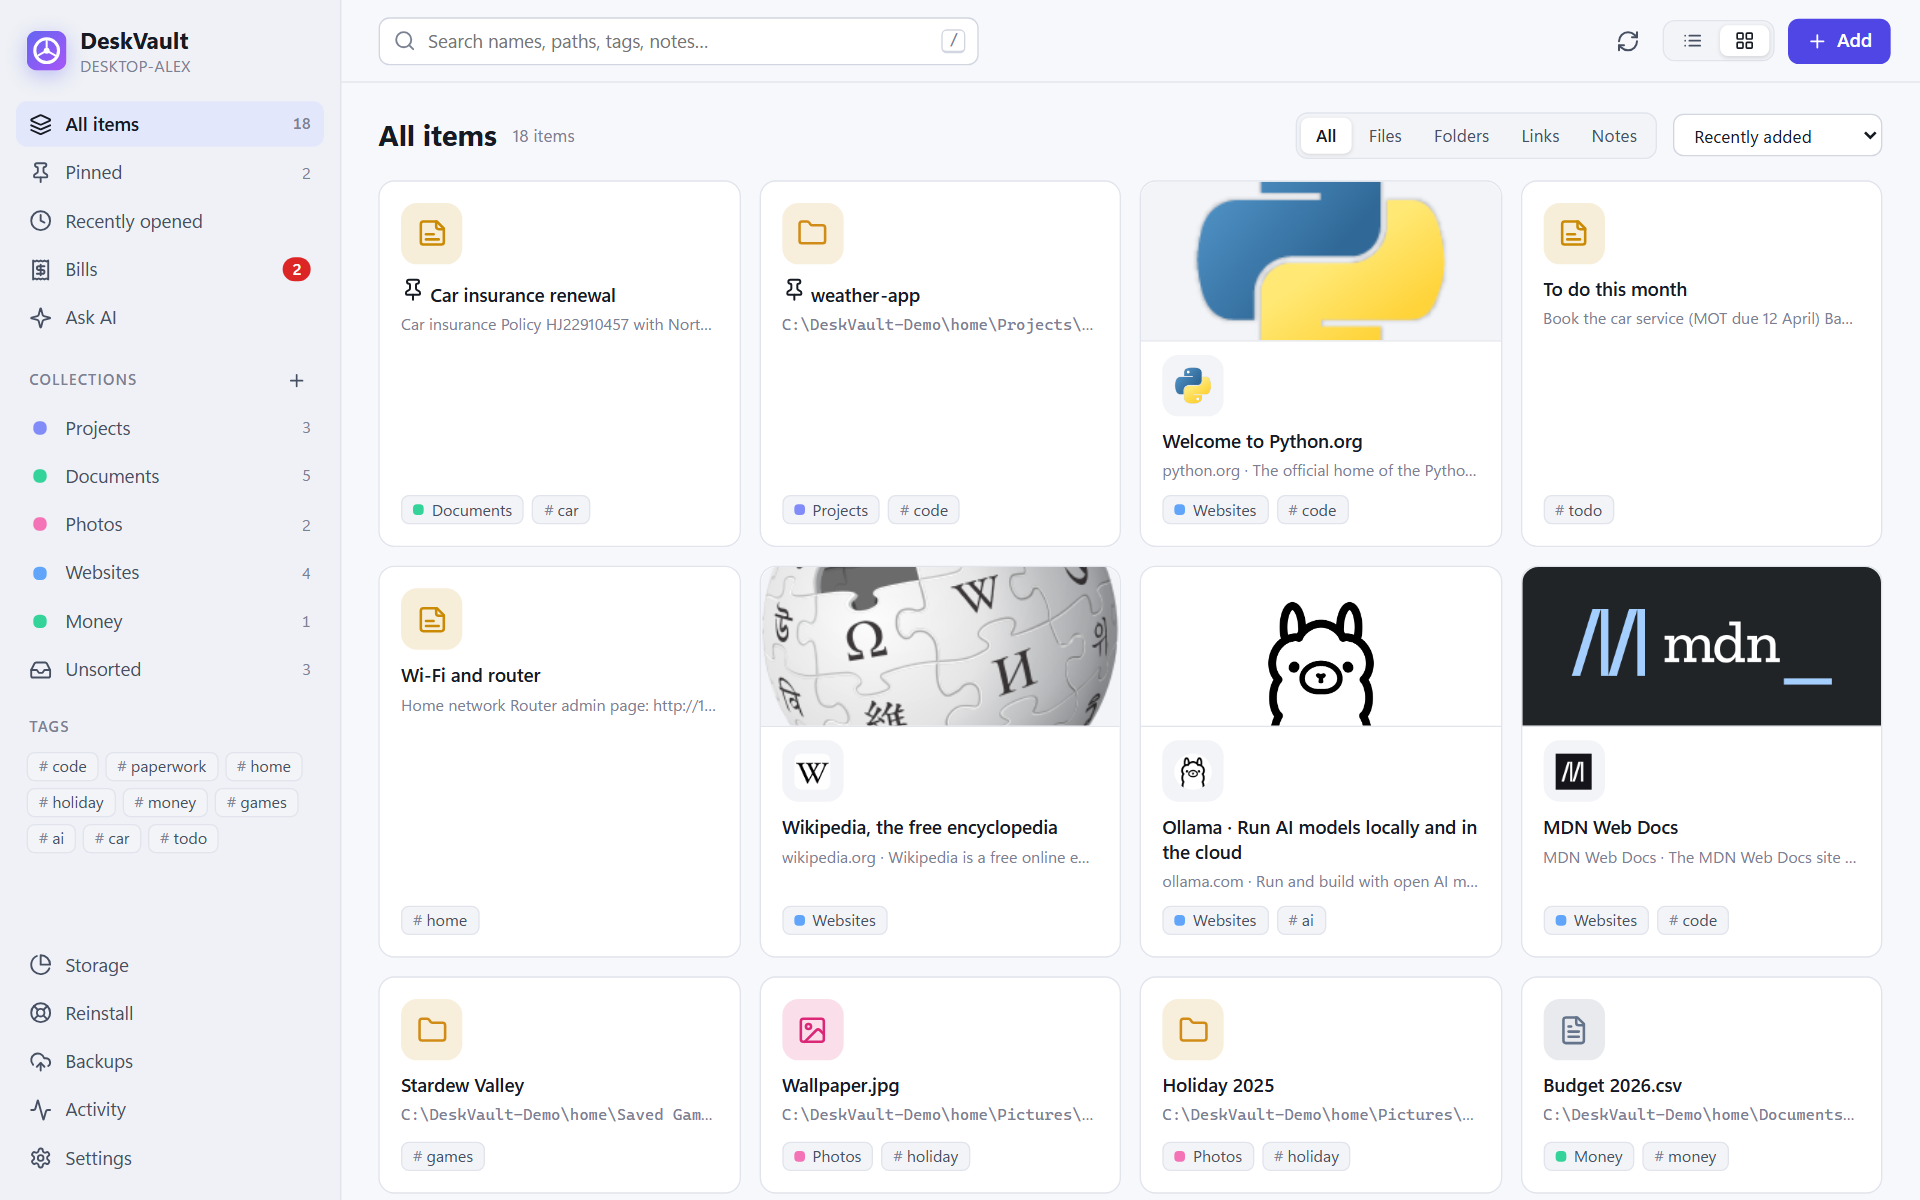 DeskVault
DESKTOP-ALEX
Search names, paths, tags, notes...
/
Add
All items
18
Pinned
2
Recently opened
Bills
2
Ask AI
COLLECTIONS
Projects
3
Documents
5
Photos
2
Websites
4
Money
1
Unsorted
3
TAGS
# code
# paperwork
# home
# holiday
# money
# games
# ai
# car
# todo
Storage
Reinstall
Backups
Activity
Settings
All items
18 items
All
Files
Folders
Links
Notes
Recently added
Car insurance renewal
Car insurance Policy HJ22910457 with Nort...
Documents
# car
weather-app
C:\DeskVault-Demo\home\Projects\...
Projects
# code
Welcome to Python.org
python.org · The official home of the Pytho...
Websites
# code
To do this month
Book the car service (MOT due 12 April) Ba...
# todo
Wi-Fi and router
Home network Router admin page: http://1...
# home
W
Ω
И
維
W
Wikipedia, the free encyclopedia
wikipedia.org · Wikipedia is a free online e...
Websites
Ollama · Run AI models locally and in
the cloud
ollama.com · Run and build with open AI m...
Websites
# ai
mdn_
MDN Web Docs
MDN Web Docs · The MDN Web Docs site ...
Websites
# code
Stardew Valley
C:\DeskVault-Demo\home\Saved Gam...
# games
Wallpaper.jpg
C:\DeskVault-Demo\home\Pictures\...
Photos
# holiday
Holiday 2025
C:\DeskVault-Demo\home\Pictures\...
Photos
# holiday
Budget 2026.csv
C:\DeskVault-Demo\home\Documents...
Money
# money